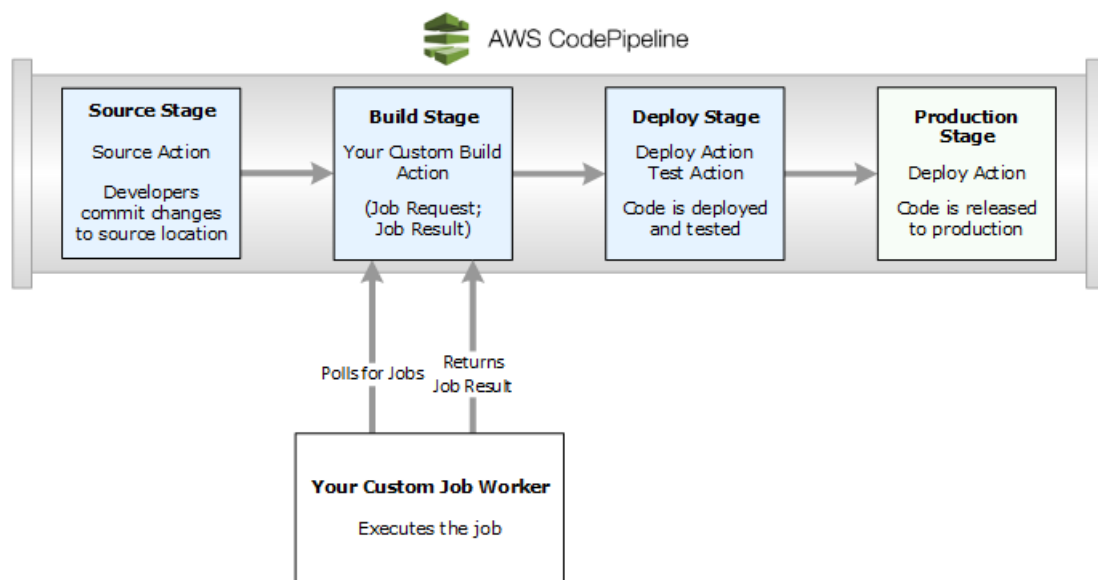 AWS CodePipeline
Source Stage
Source Action
Developers
commit changes
to source location
Build Stage
Your Custom Build
Action
(Job Request;
Job Result)
Deploy Stage
Deploy Action
Test Action
Code is deployed
and tested
Production
Stage
Deploy Action
Code is released
to production
Polls for Jobs
Returns
Job Result
Your Custom Job Worker
Executes the job